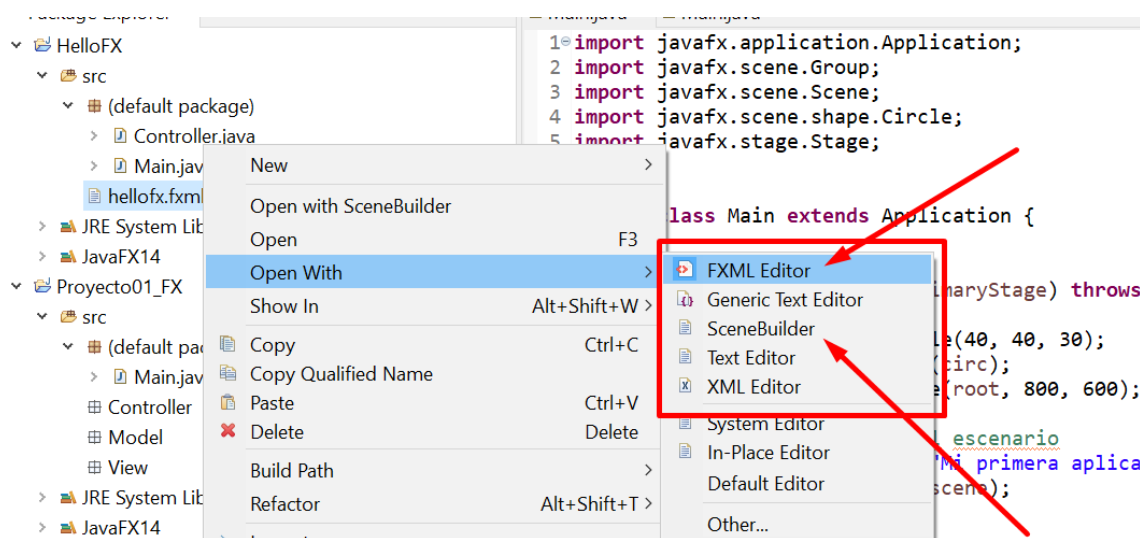 HelloFX
src
(default package)
Controller.java
Main.jav
hellofx.fxml
JRE System Lib
JavaFX14
Proyecto01_FX
src
(default pac
Main.jav
Controller
Model
View
JRE System Lib
JavaFX14
New
Open with SceneBuilder
Open F3
Open With
Show In Alt+Shift+W
Copy Ctrl+C
Copy Qualified Name
Paste Ctrl+V
Delete Delete
Build Path
Refactor Alt+Shift+T
FXML Editor
Generic Text Editor
SceneBuilder
Text Editor
XML Editor
System Editor
In-Place Editor
Default Editor
Other...
1 import javafx.application.Application;
2 import javafx.scene.Group;
3 import javafx.scene.Scene;
4 import javafx.scene.shape.Circle;
5 import javafx.stage.Stage;
lass Main extends Application {
imaryStage) throws
le(40, 40, 30);
(circ);
e(root, 800, 600);
l escenario
"Mi primera aplica
scene);